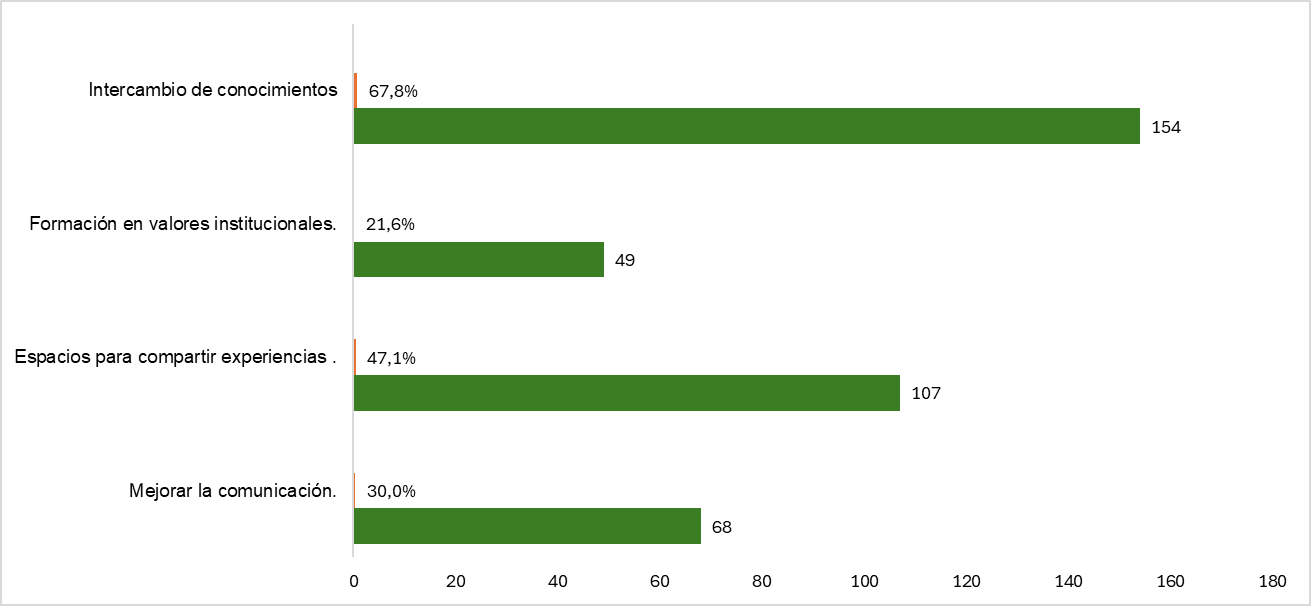 Intercambio de conocimientos
67,8%
154
Formación en valores institucionales.
21,6%
49
Espacios para compartir experiencias .
47,1%
107
Mejorar la comunicación.
30,0%
68
0 20 40 60 80 100 120 140 160 180